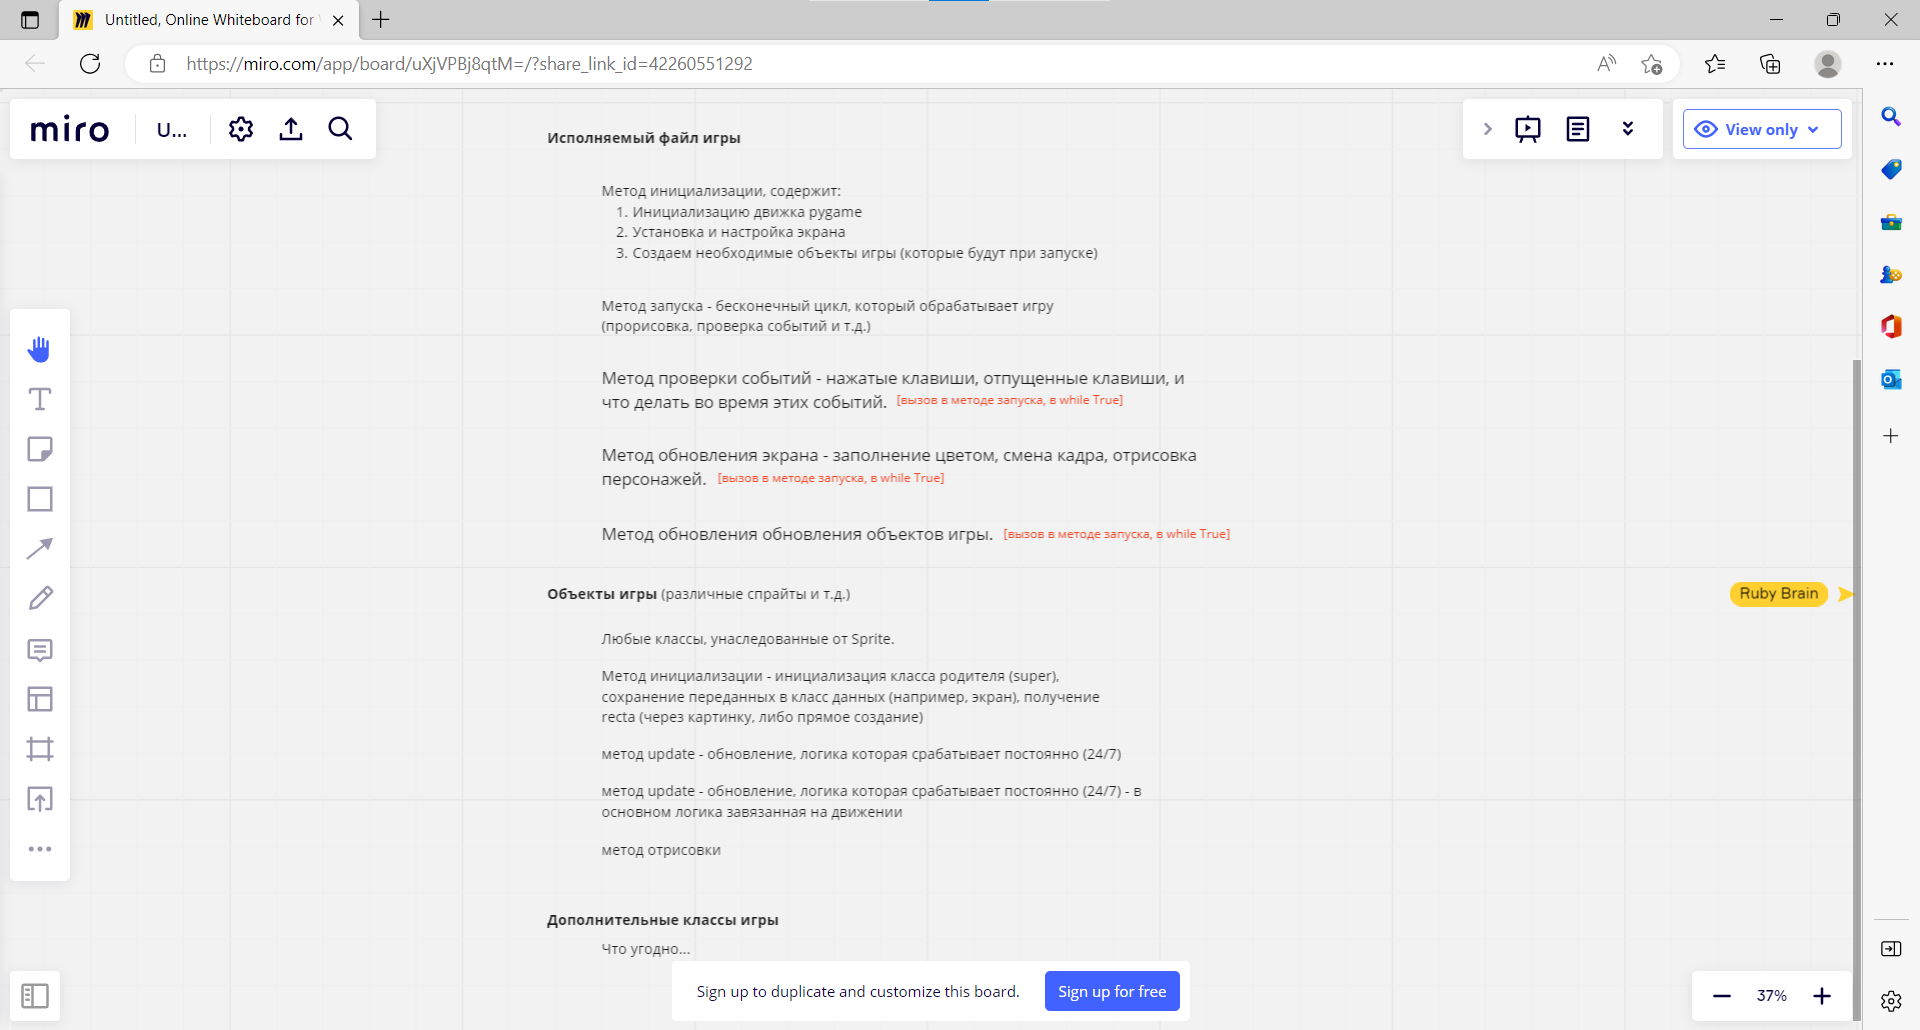 Untitled, Online Whiteboard for
https://miro.com/app/board/uXjVPBj8qtM=/?share_link_id=42260551292
miro
U...
View only
Исполняемый файл игры
Метод инициализации, содержит:
1. Инициализацию движка pygame
2. Установка и настройка экрана
3. Создаем необходимые объекты игры (которые будут при запуске)
Метод запуска - бесконечный цикл, который обрабатывает игру
(прорисовка, проверка событий и т.д.)
Метод проверки событий - нажатые клавиши, отпущенные клавиши, и
что делать во время этих событий. [вызов в методе запуска, в while True]
Метод обновления экрана - заполнение цветом, смена кадра, отрисовка
персонажей. [вызов в методе запуска, в while True]
Метод обновления обновления объектов игры. [вызов в методе запуска, в while True]
Объекты игры (различные спрайты и т.д.)
Ruby Brain
Любые классы, унаследованные от Sprite.
Метод инициализации - инициализация класса родителя (super),
сохранение переданных в класс данных (например, экран), получение
recta (через картинку, либо прямое создание)
метод update - обновление, логика которая срабатывает постоянно (24/7)
метод update - обновление, логика которая срабатывает постоянно (24/7) - в
основном логика завязанная на движении
метод отрисовки
Дополнительные классы игры
Что угодно...
Sign up to duplicate and customize this board.
Sign up for free
37%